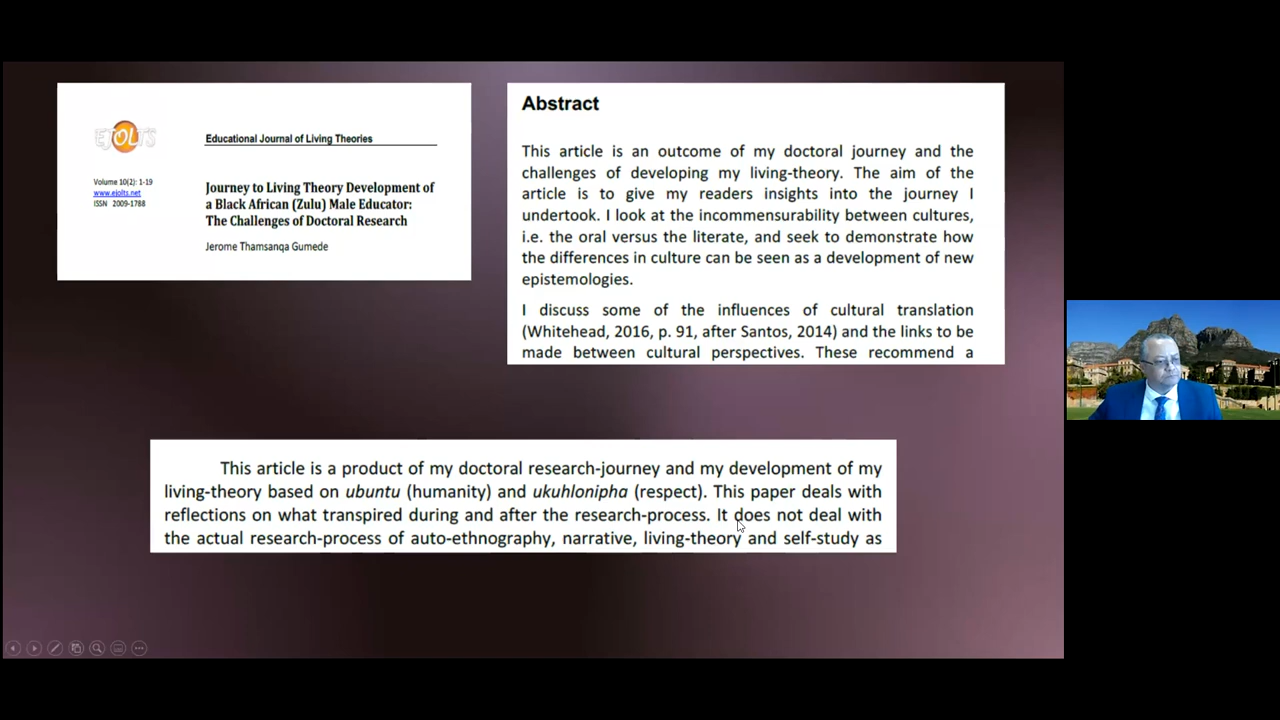 EJOLTS
Educational Journal of Living Theories
Volume 10(2): 1-19
www.ejolts.net
ISSN 2009-1788
Journey to Living Theory Development of
a Black African (Zulu) Male Educator:
The Challenges of Doctoral Research
Jerome Thamsanqa Gumede
Abstract
This article is an outcome of my doctoral journey and the
challenges of developing my living-theory. The aim of the
article is to give my readers insights into the journey I
undertook. I look at the incommensurability between cultures,
i.e. the oral versus the literate, and seek to demonstrate how
the differences in culture can be seen as a development of new
epistemologies.
I discuss some of the influences of cultural translation
(Whitehead, 2016, p. 91, after Santos, 2014) and the links to be
made between cultural perspectives. These recommend a
This article is a product of my doctoral research-journey and my development of my
living-theory based on ubuntu (humanity) and ukuhlonipha (respect). This paper deals with
reflections on what transpired during and after the research-process. It does not deal with
the actual research-process of auto-ethnography, narrative, living-theory and self-study as